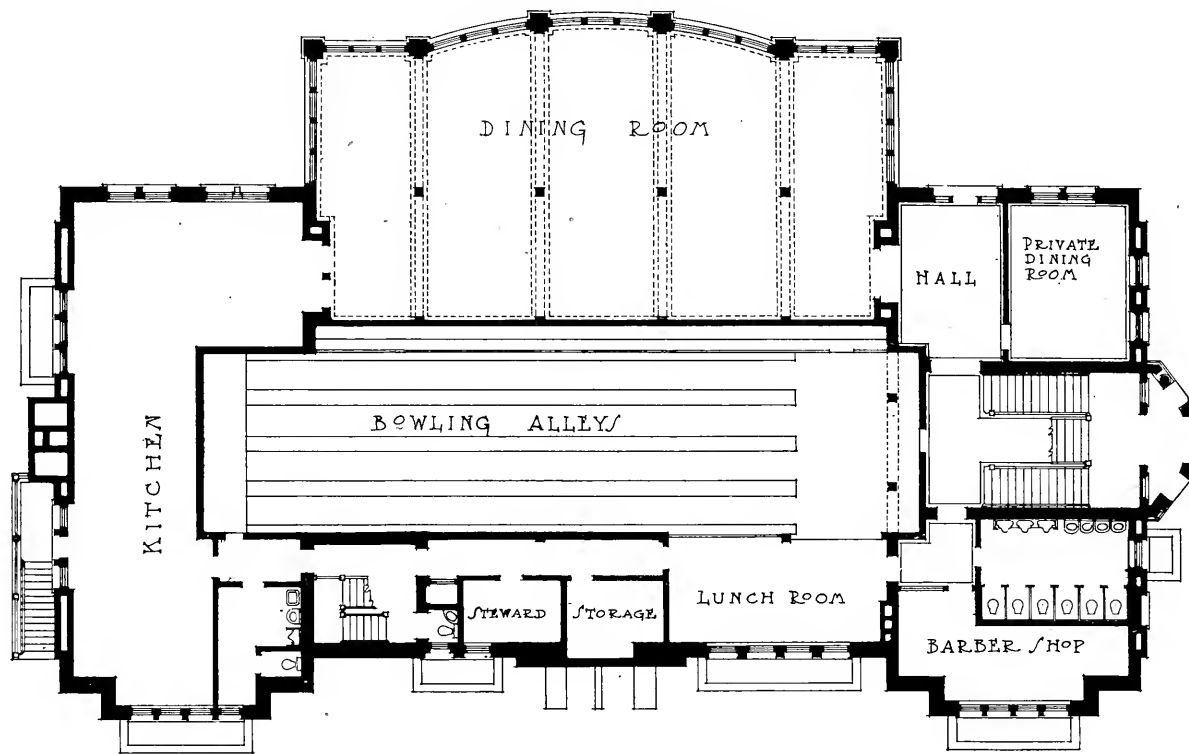 DINING ROOM
PRIVATE
DINING
ROOM
HALL
BOWLING ALLEYS
KITCHEN
STEWARD
STORAGE
LUNCH ROOM
BARBER SHOP